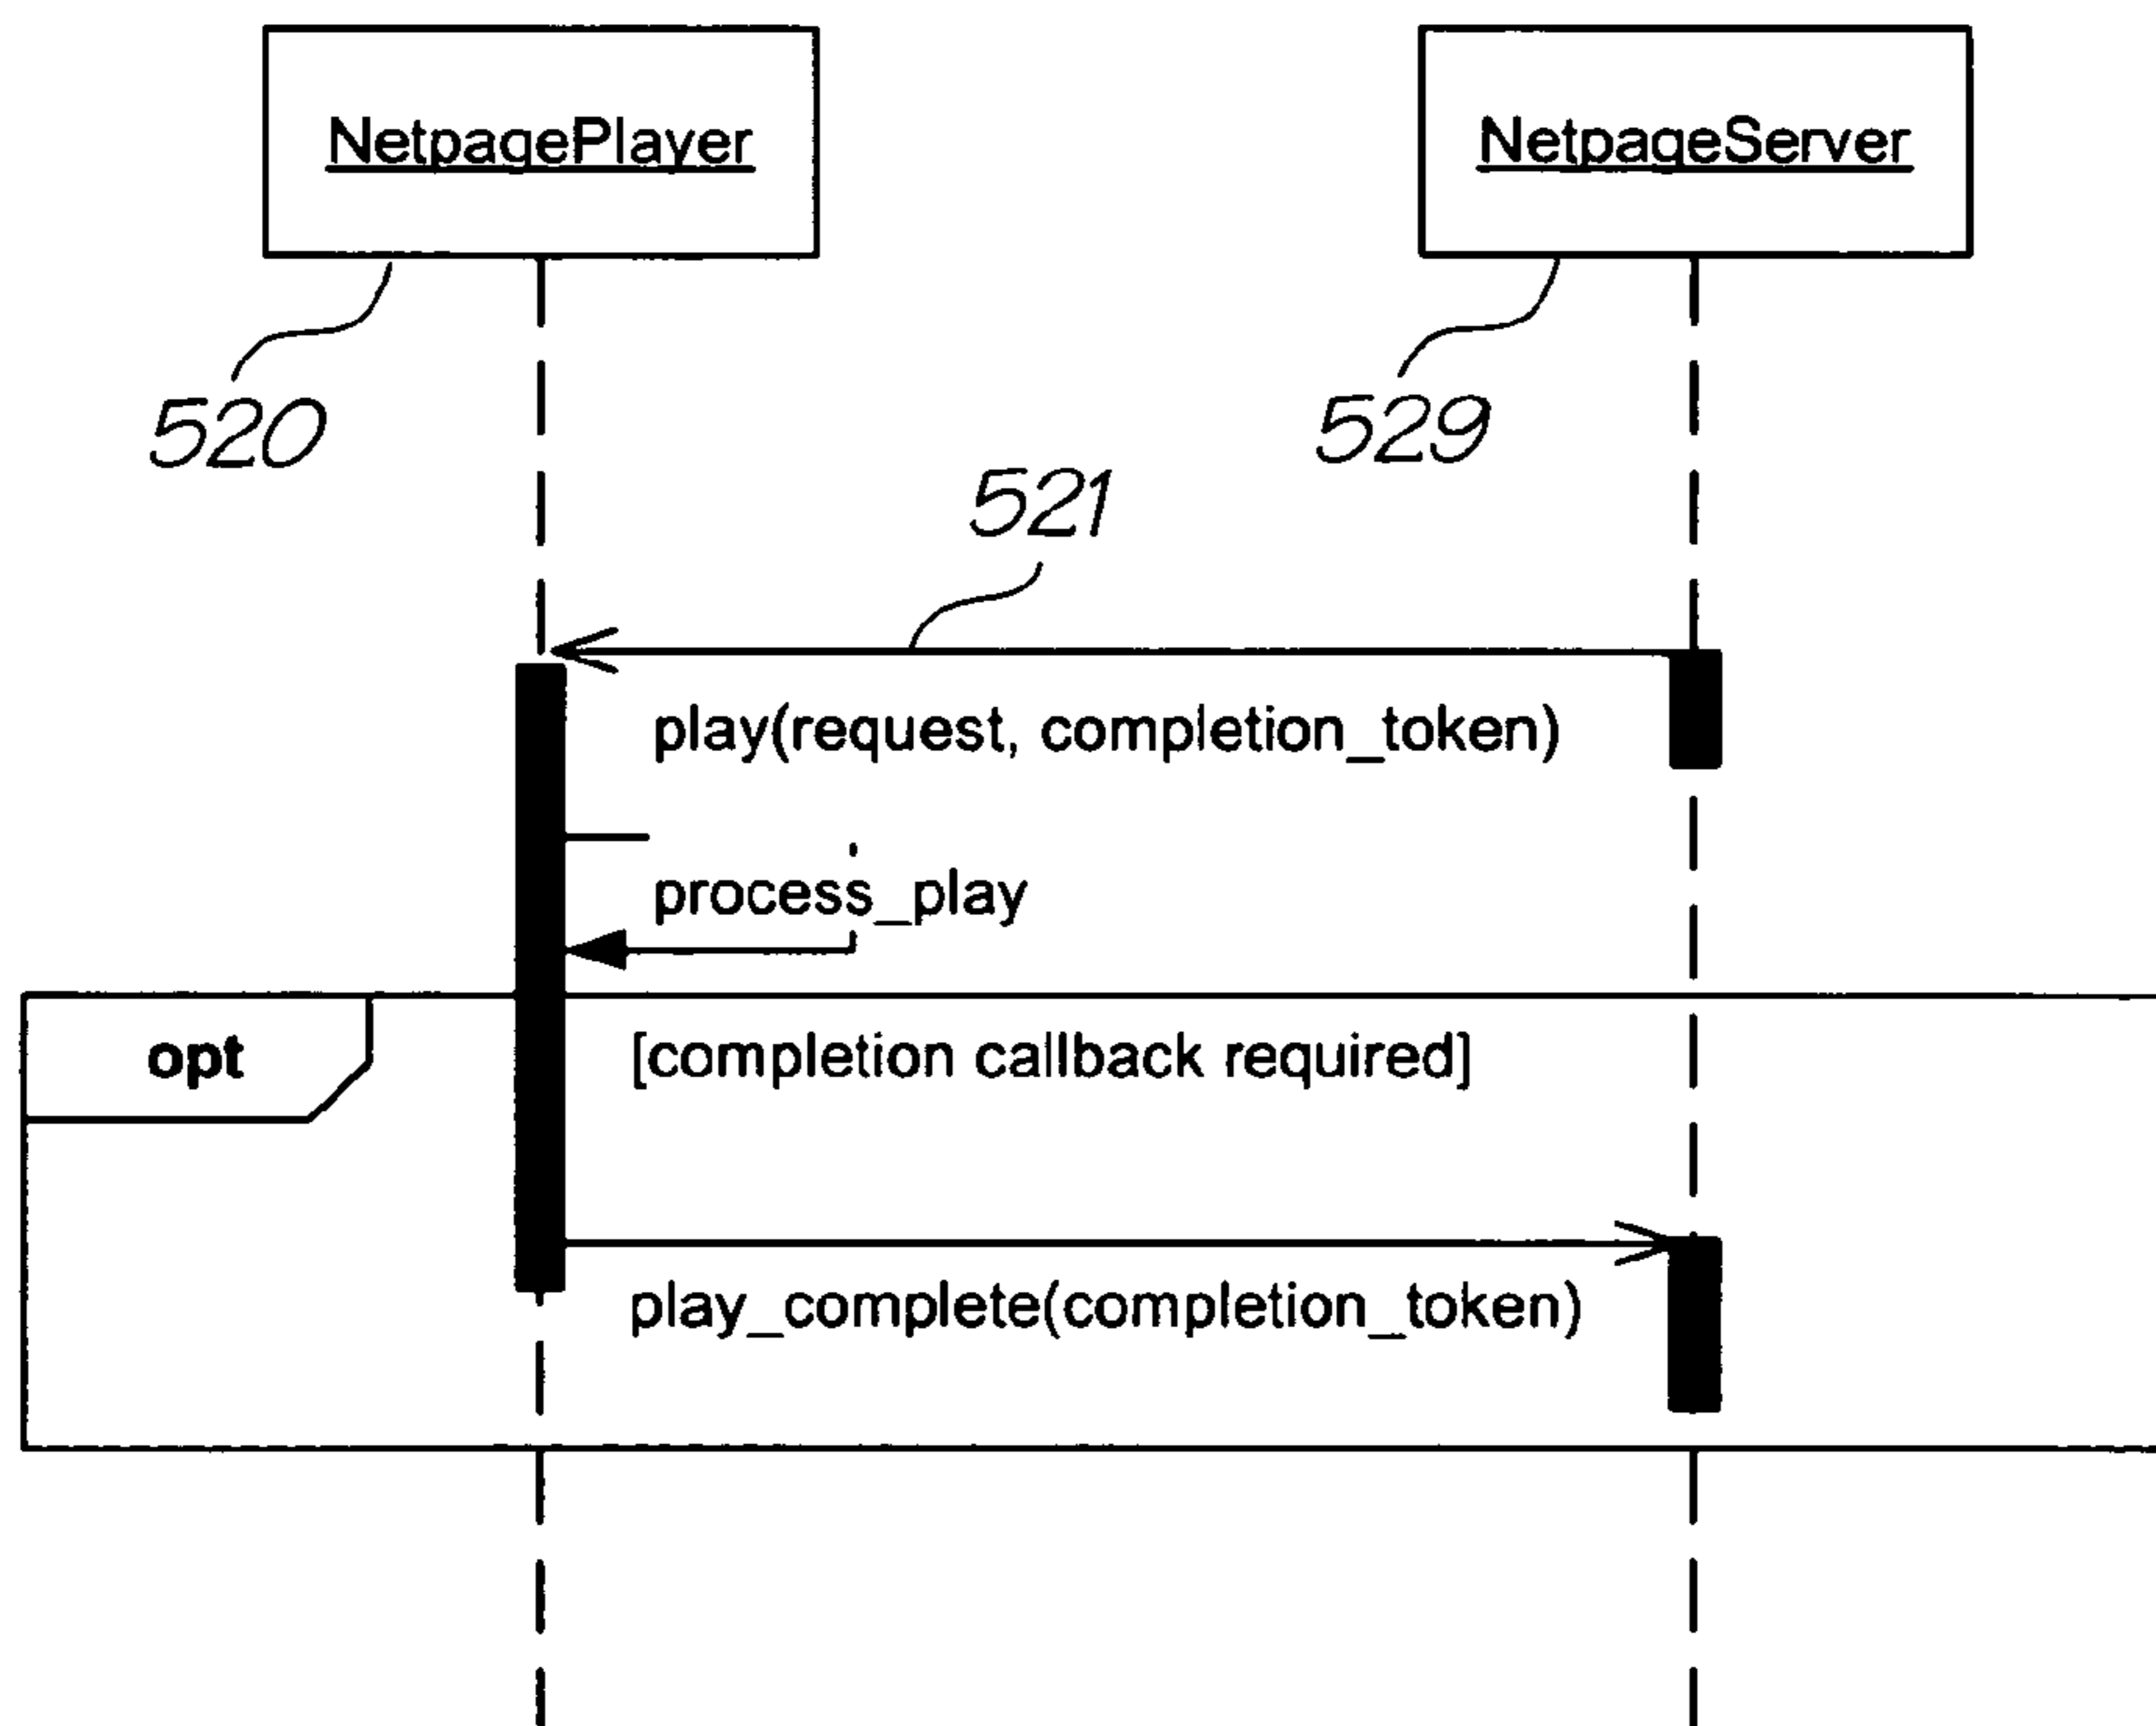 NetpagePlayer
NetpageServer
520
529
521
play(request, completion_token)
process_play
opt
[completion callback required]
play_complete(completion_token)